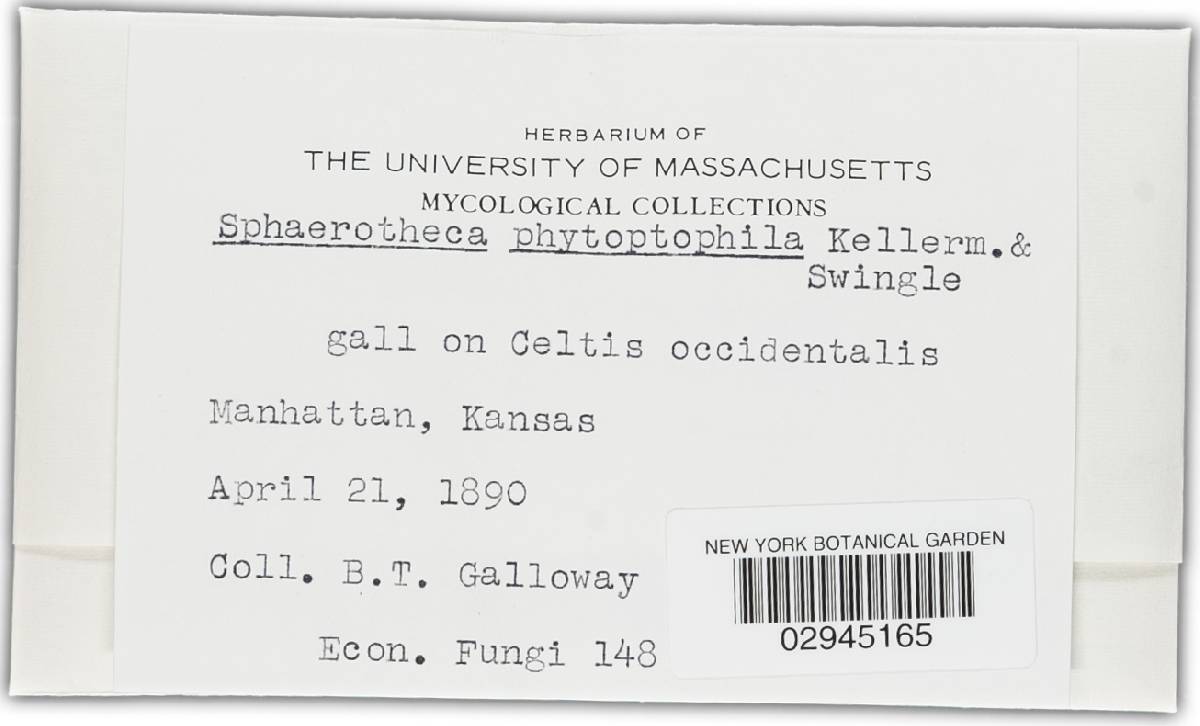 HERBARIUM OF
THE UNIVERSITY OF MASSACHUSETTS
MYCOLOGICAL COLLECTIONS
Sphaerotheca phytoptophila Kellerm.&
Swingle
gall on Celtis occidentalis
Manhattan, Kansas
April 21, 1890
Coll. B.T. Galloway
Econ. Fungi 148
NEW YORK BOTANICAL GARDEN
02945165